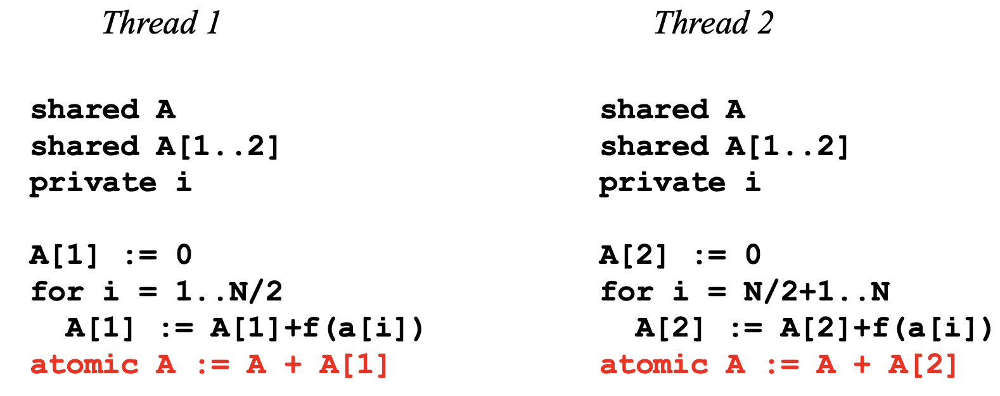 Thread 1
shared A
shared A[1..2]
private i
A[1] := 0
for i = 1..N/2
A[1] := A[1]+f(a[i])
atomic A := A + A[1]
Thread 2
shared A
shared A[1..2]
private i
A[2] := 0
for i = N/2+1..N
A[2] := A[2]+f(a[i])
atomic A := A + A[2]